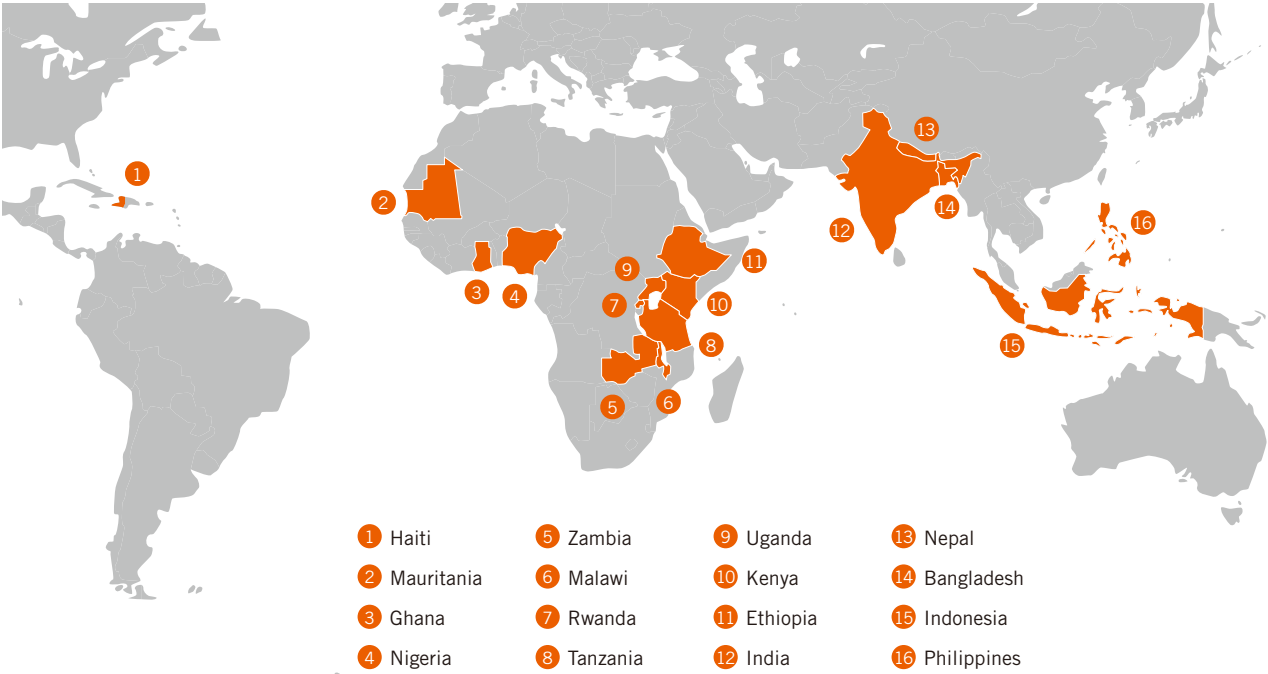 1
13
2
14
16
12
11
9
3
4
7
10
8
15
5
6
1 Haiti
5 Zambia
9 Uganda
13 Nepal
2 Mauritania
6 Malawi
10 Kenya
14 Bangladesh
3 Ghana
7 Rwanda
11 Ethiopia
15 Indonesia
4 Nigeria
8 Tanzania
12 India
16 Philippines